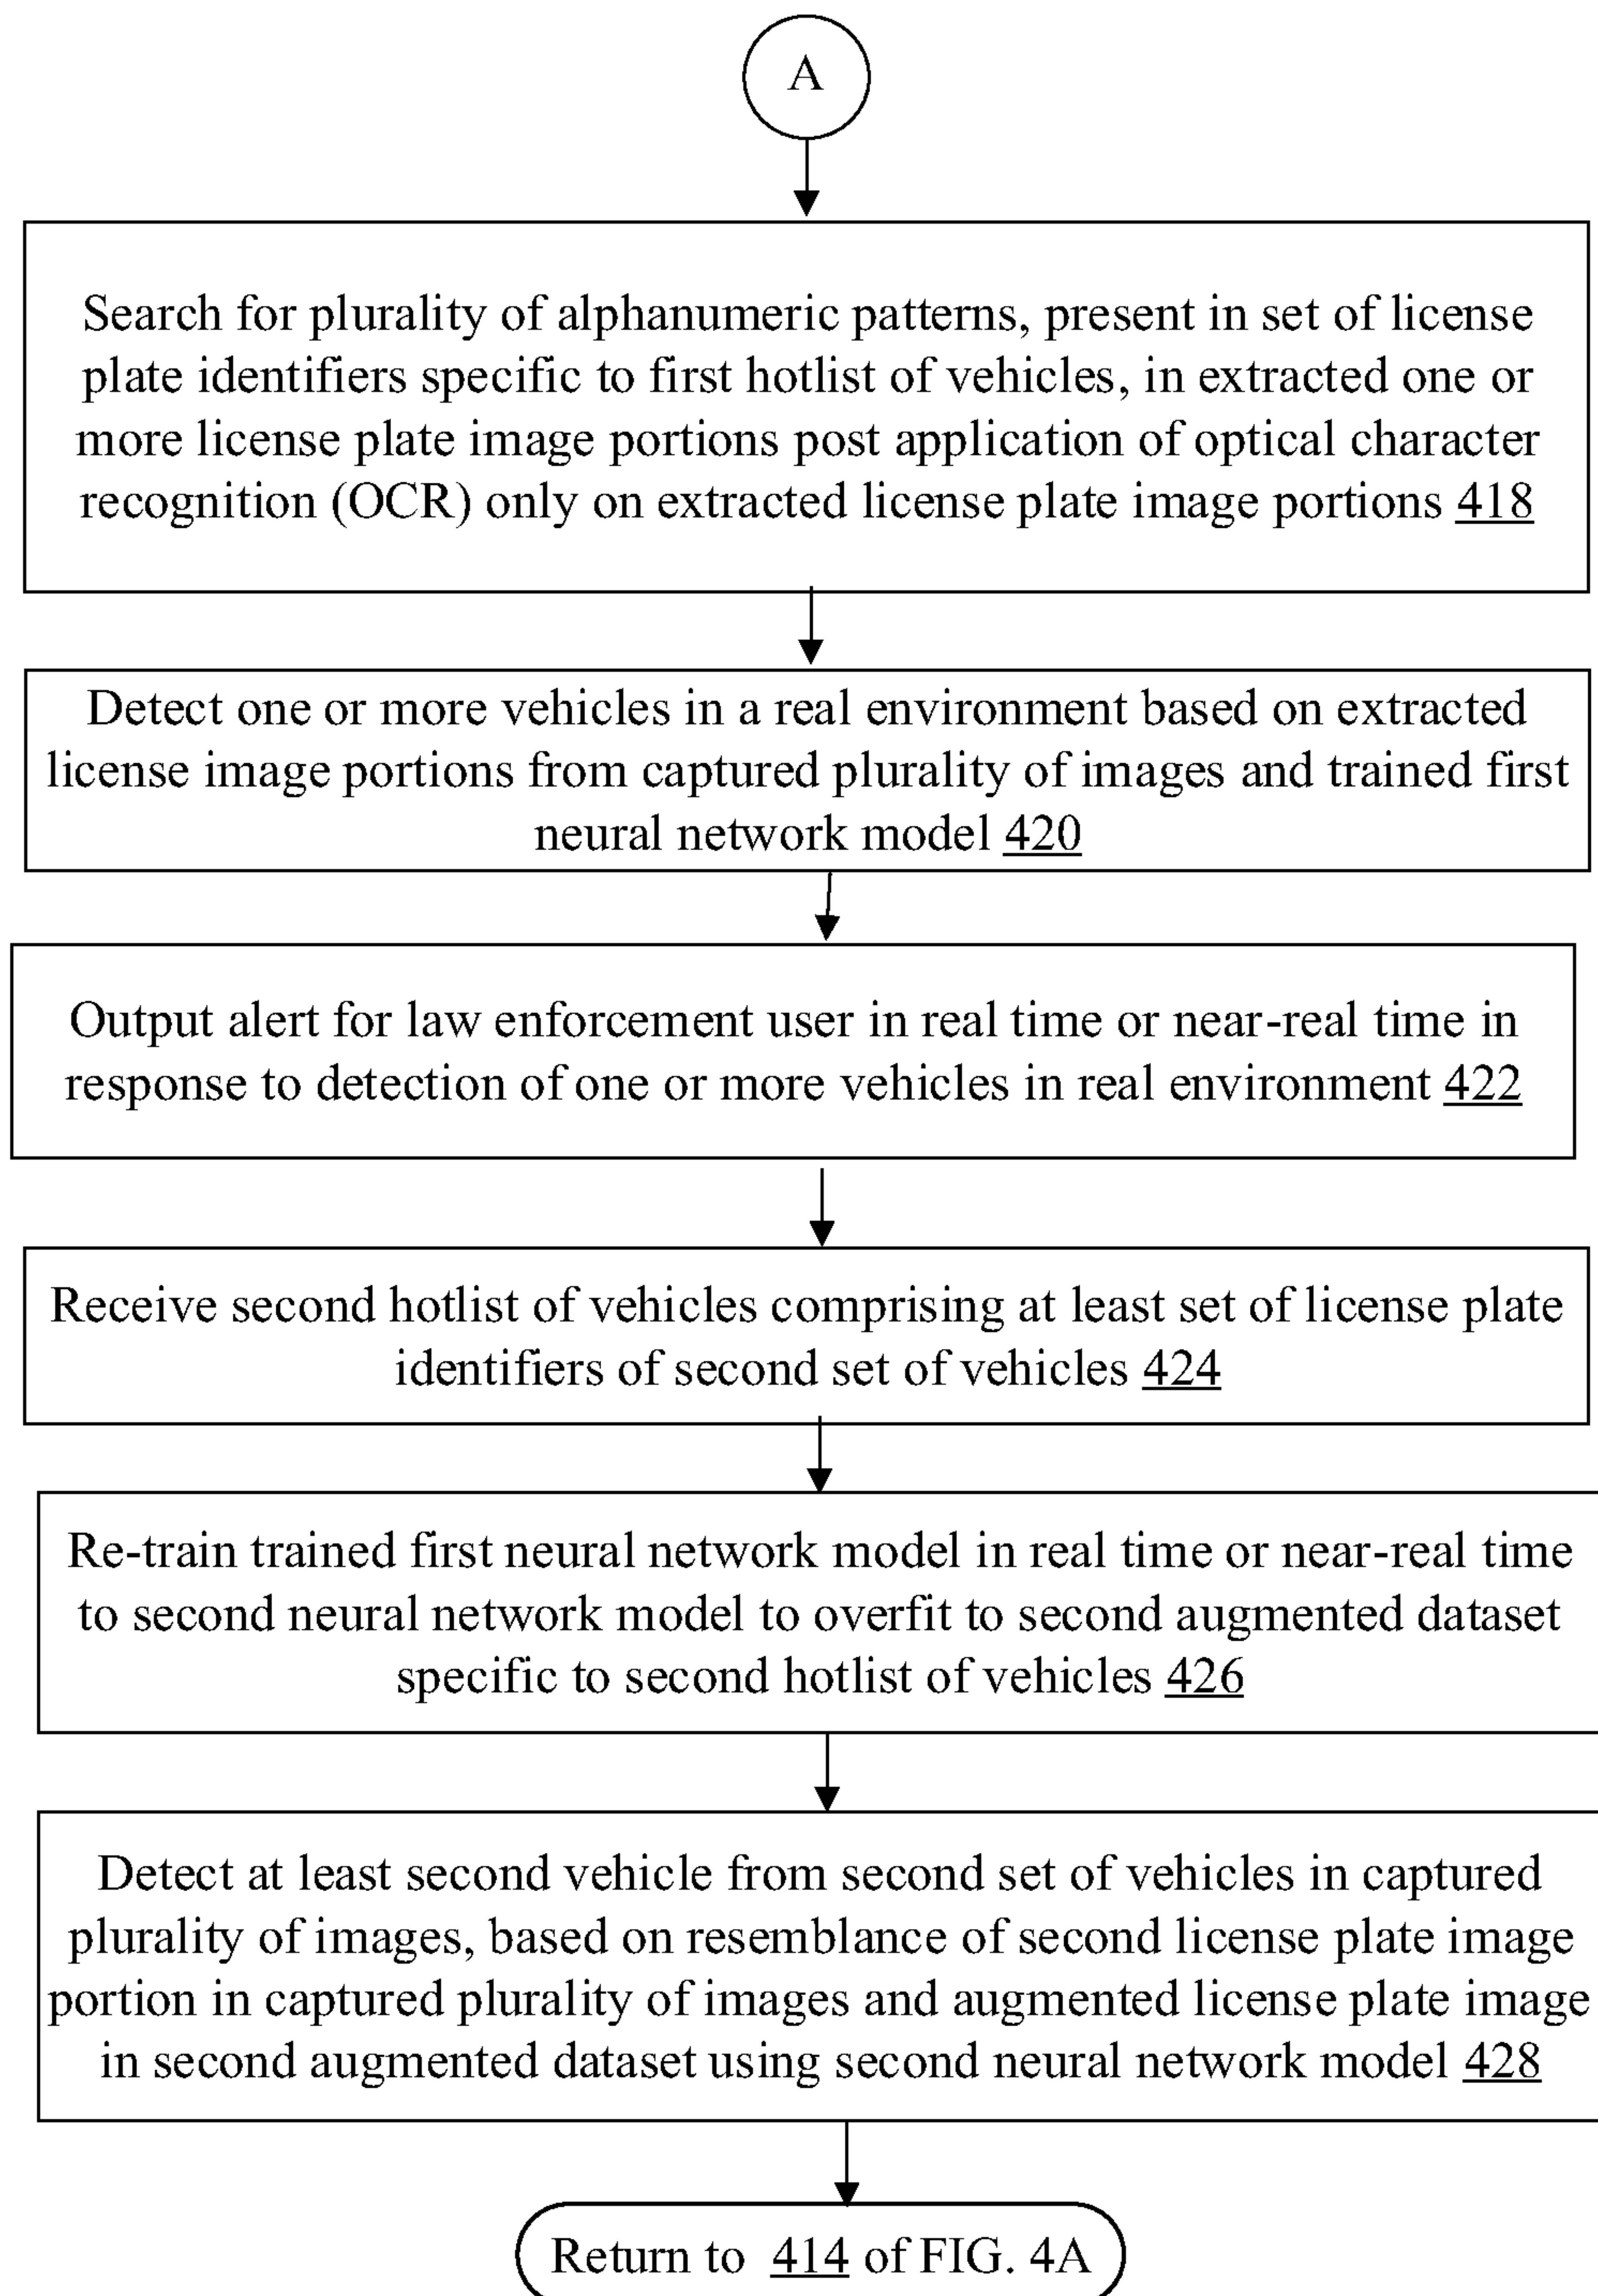 A
Search for plurality of alphanumeric patterns, present in set of license
plate identifiers specific to first hotlist of vehicles, in extracted one or
more license plate image portions post application of optical character
recognition (OCR) only on extracted license plate image portions 418
Detect one or more vehicles in a real environment based on extracted
license image portions from captured plurality of images and trained first
neural network model 420
Output alert for law enforcement user in real time or near-real time in
response to detection of one or more vehicles in real environment 422
Receive second hotlist of vehicles comprising at least set of license plate
identifiers of second set of vehicles 424
Re-train trained first neural network model in real time or near-real time
to second neural network model to overfit to second augmented dataset
specific to second hotlist of vehicles 426
Detect at least second vehicle from second set of vehicles in captured
plurality of images, based on resemblance of second license plate image
portion in captured plurality of images and augmented license plate image
in second augmented dataset using second neural network model 428
Return to 414 of FIG. 4A